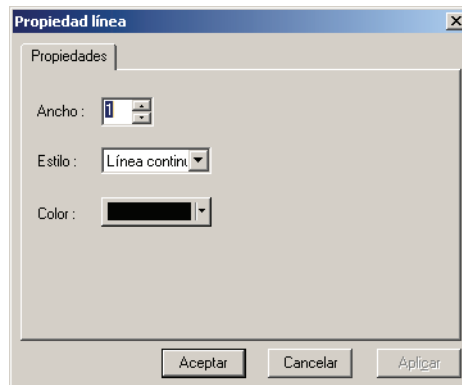 Propiedad línea
Propiedades
Ancho : 1
Estilo : Línea continu
Color :
Aceptar Cancelar Aplicar